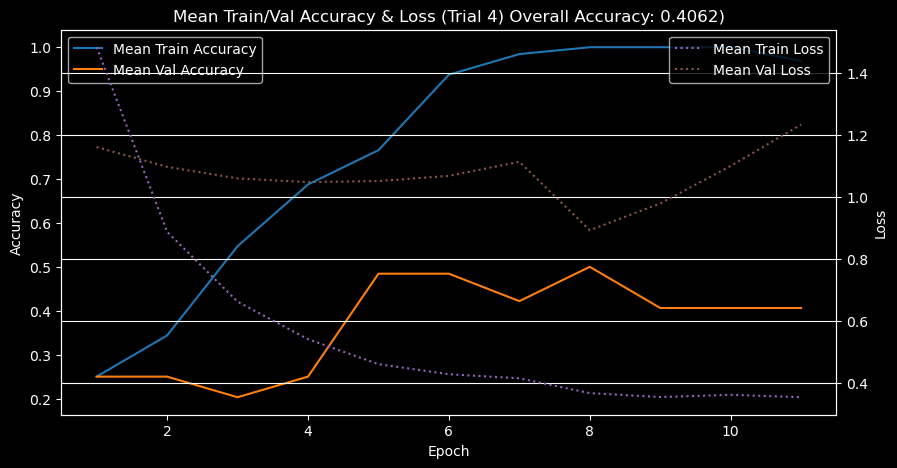 Mean Train/Val Accuracy & Loss (Trial 4) Overall Accuracy: 0.4062)
Mean Train Accuracy
Mean Val Accuracy
Mean Train Loss
Mean Val Loss
Accuracy
1.0
0.9
0.8
0.7
0.6
0.5
0.4
0.3
0.2
1.4
1.2
1.0
0.8
0.6
0.4
Loss
2 4 6 8 10
Epoch